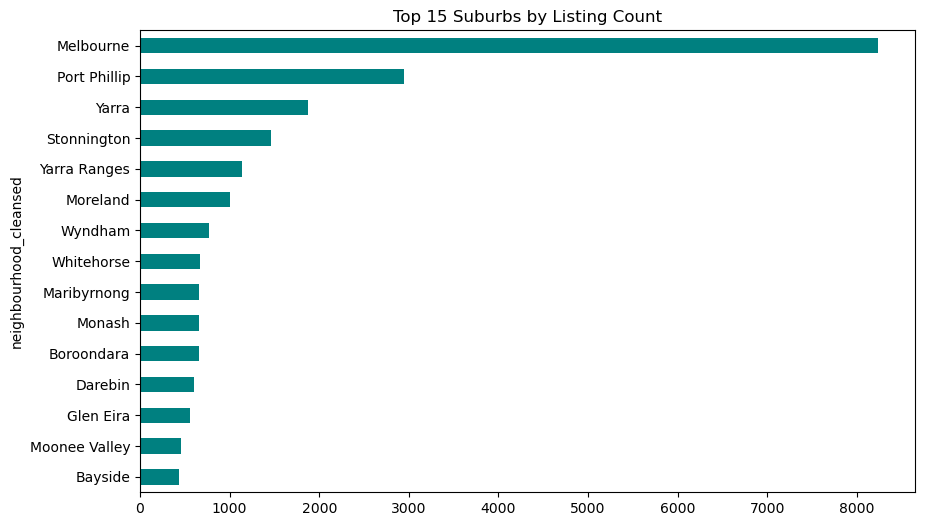 Top 15 Suburbs by Listing Count
neighbourhood_cleansed
Melbourne
Port Phillip
Yarra
Stonnington
Yarra Ranges
Moreland
Wyndham
Whitehorse
Maribyrnong
Monash
Boroondara
Darebin
Glen Eira
Moonee Valley
Bayside
0 1000 2000 3000 4000 5000 6000 7000 8000